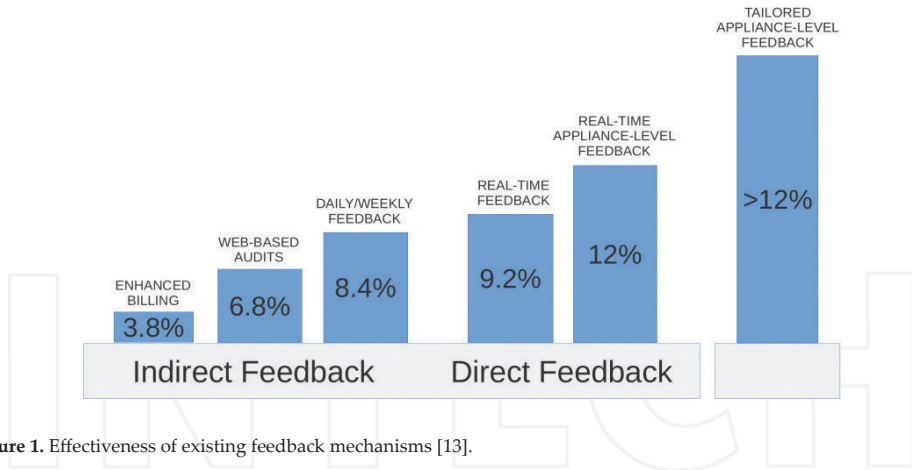 TAILORED
APPLIANCE-LEVEL
FEEDBACK
REAL-TIME
APPLIANCE-LEVEL
FEEDBACK
REAL-TIME
FEEDBACK
DAILY/WEEKLY
FEEDBACK
WEB-BASED
AUDITS
ENHANCED
BILLING
3.8%
6.8%
8.4%
9.2%
12%
>12%
Indirect Feedback
Direct Feedback
ure 1. Effectiveness of existing feedback mechanisms [13].
INTECH